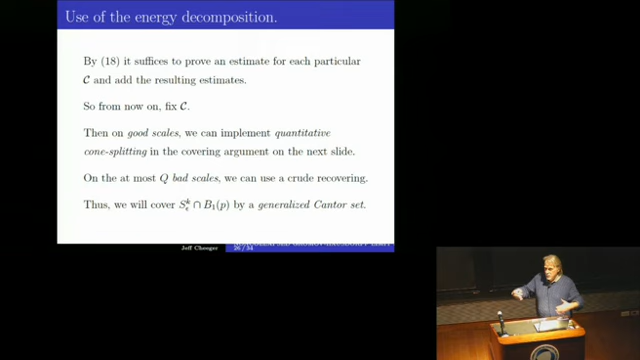 Use of the energy decomposition.
By (18) it suffices to prove an estimate for each particular
𝒞 and add the resulting estimates.
So from now on, fix 𝒞.
Then on good scales, we can implement quantitative
cone-splitting in the covering argument on the next slide.
On the at most Q bad scales, we can use a crude recovering.
Thus, we will cover S^k_ϵ ∩ B_1(p) by a generalized Cantor set.
Jeff Cheeger
26/34